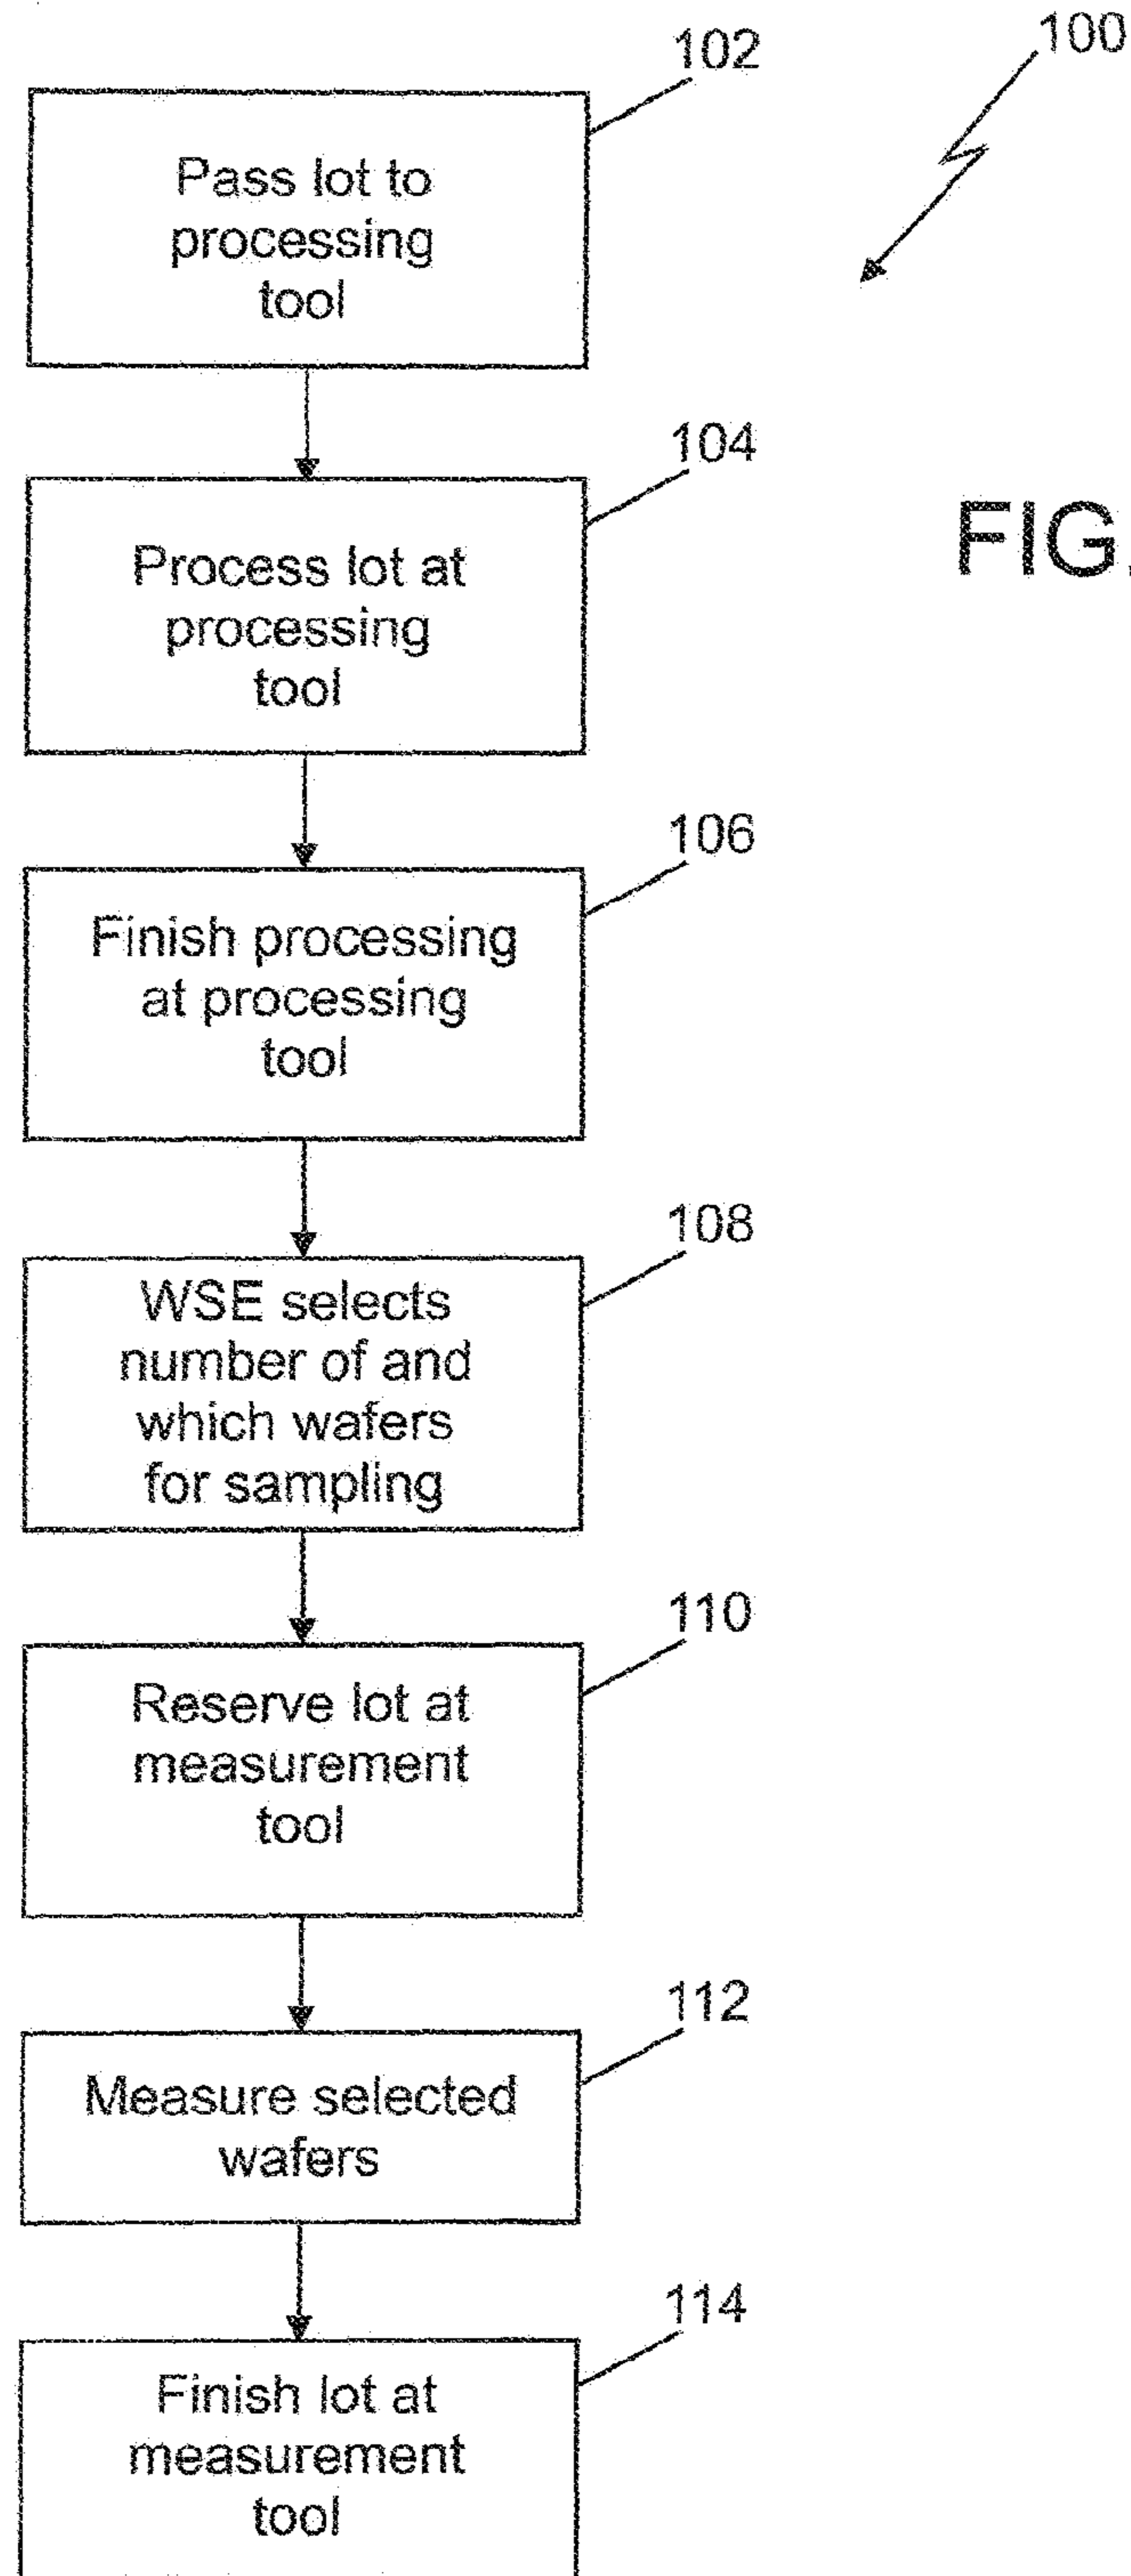 100
102
Pass lot to
processing
tool
104
FIG.
Process lot at
processing
tool
106
Finish processing
at processing
tool
108
WSE selects
number of and
which wafers
for sampling
110
Reserve lot at
measurement
tool
112
Measure selected
wafers
114
Finish lot at
measurement
tool